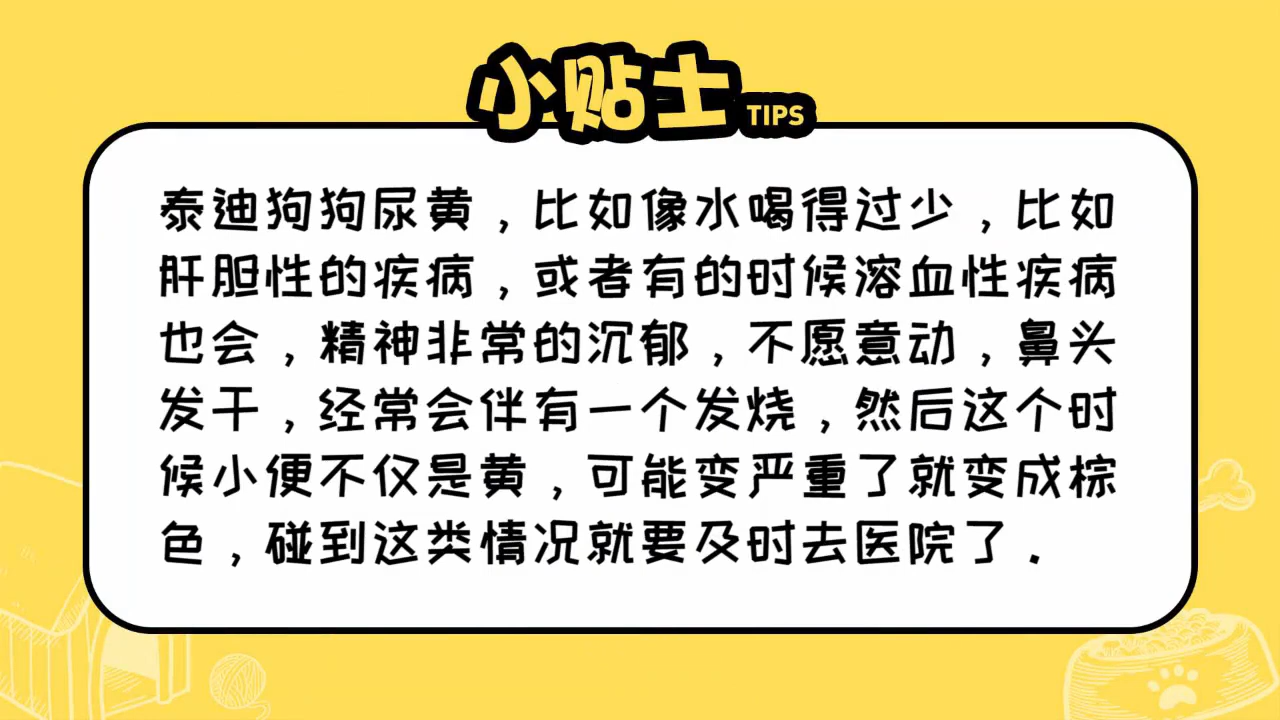 小贴士 TIPS
泰迪狗狗尿黄，比如像水喝得过少，比如
肝胆性的疾病，或者有的时候溶血性疾病
也会，精神非常的沉郁，不愿意动，鼻头
发干，经常会伴有一个发烧，然后这个时
候小便不仅是黄，可能变严重了就变成棕
色，碰到这类情况就要及时去医院了．